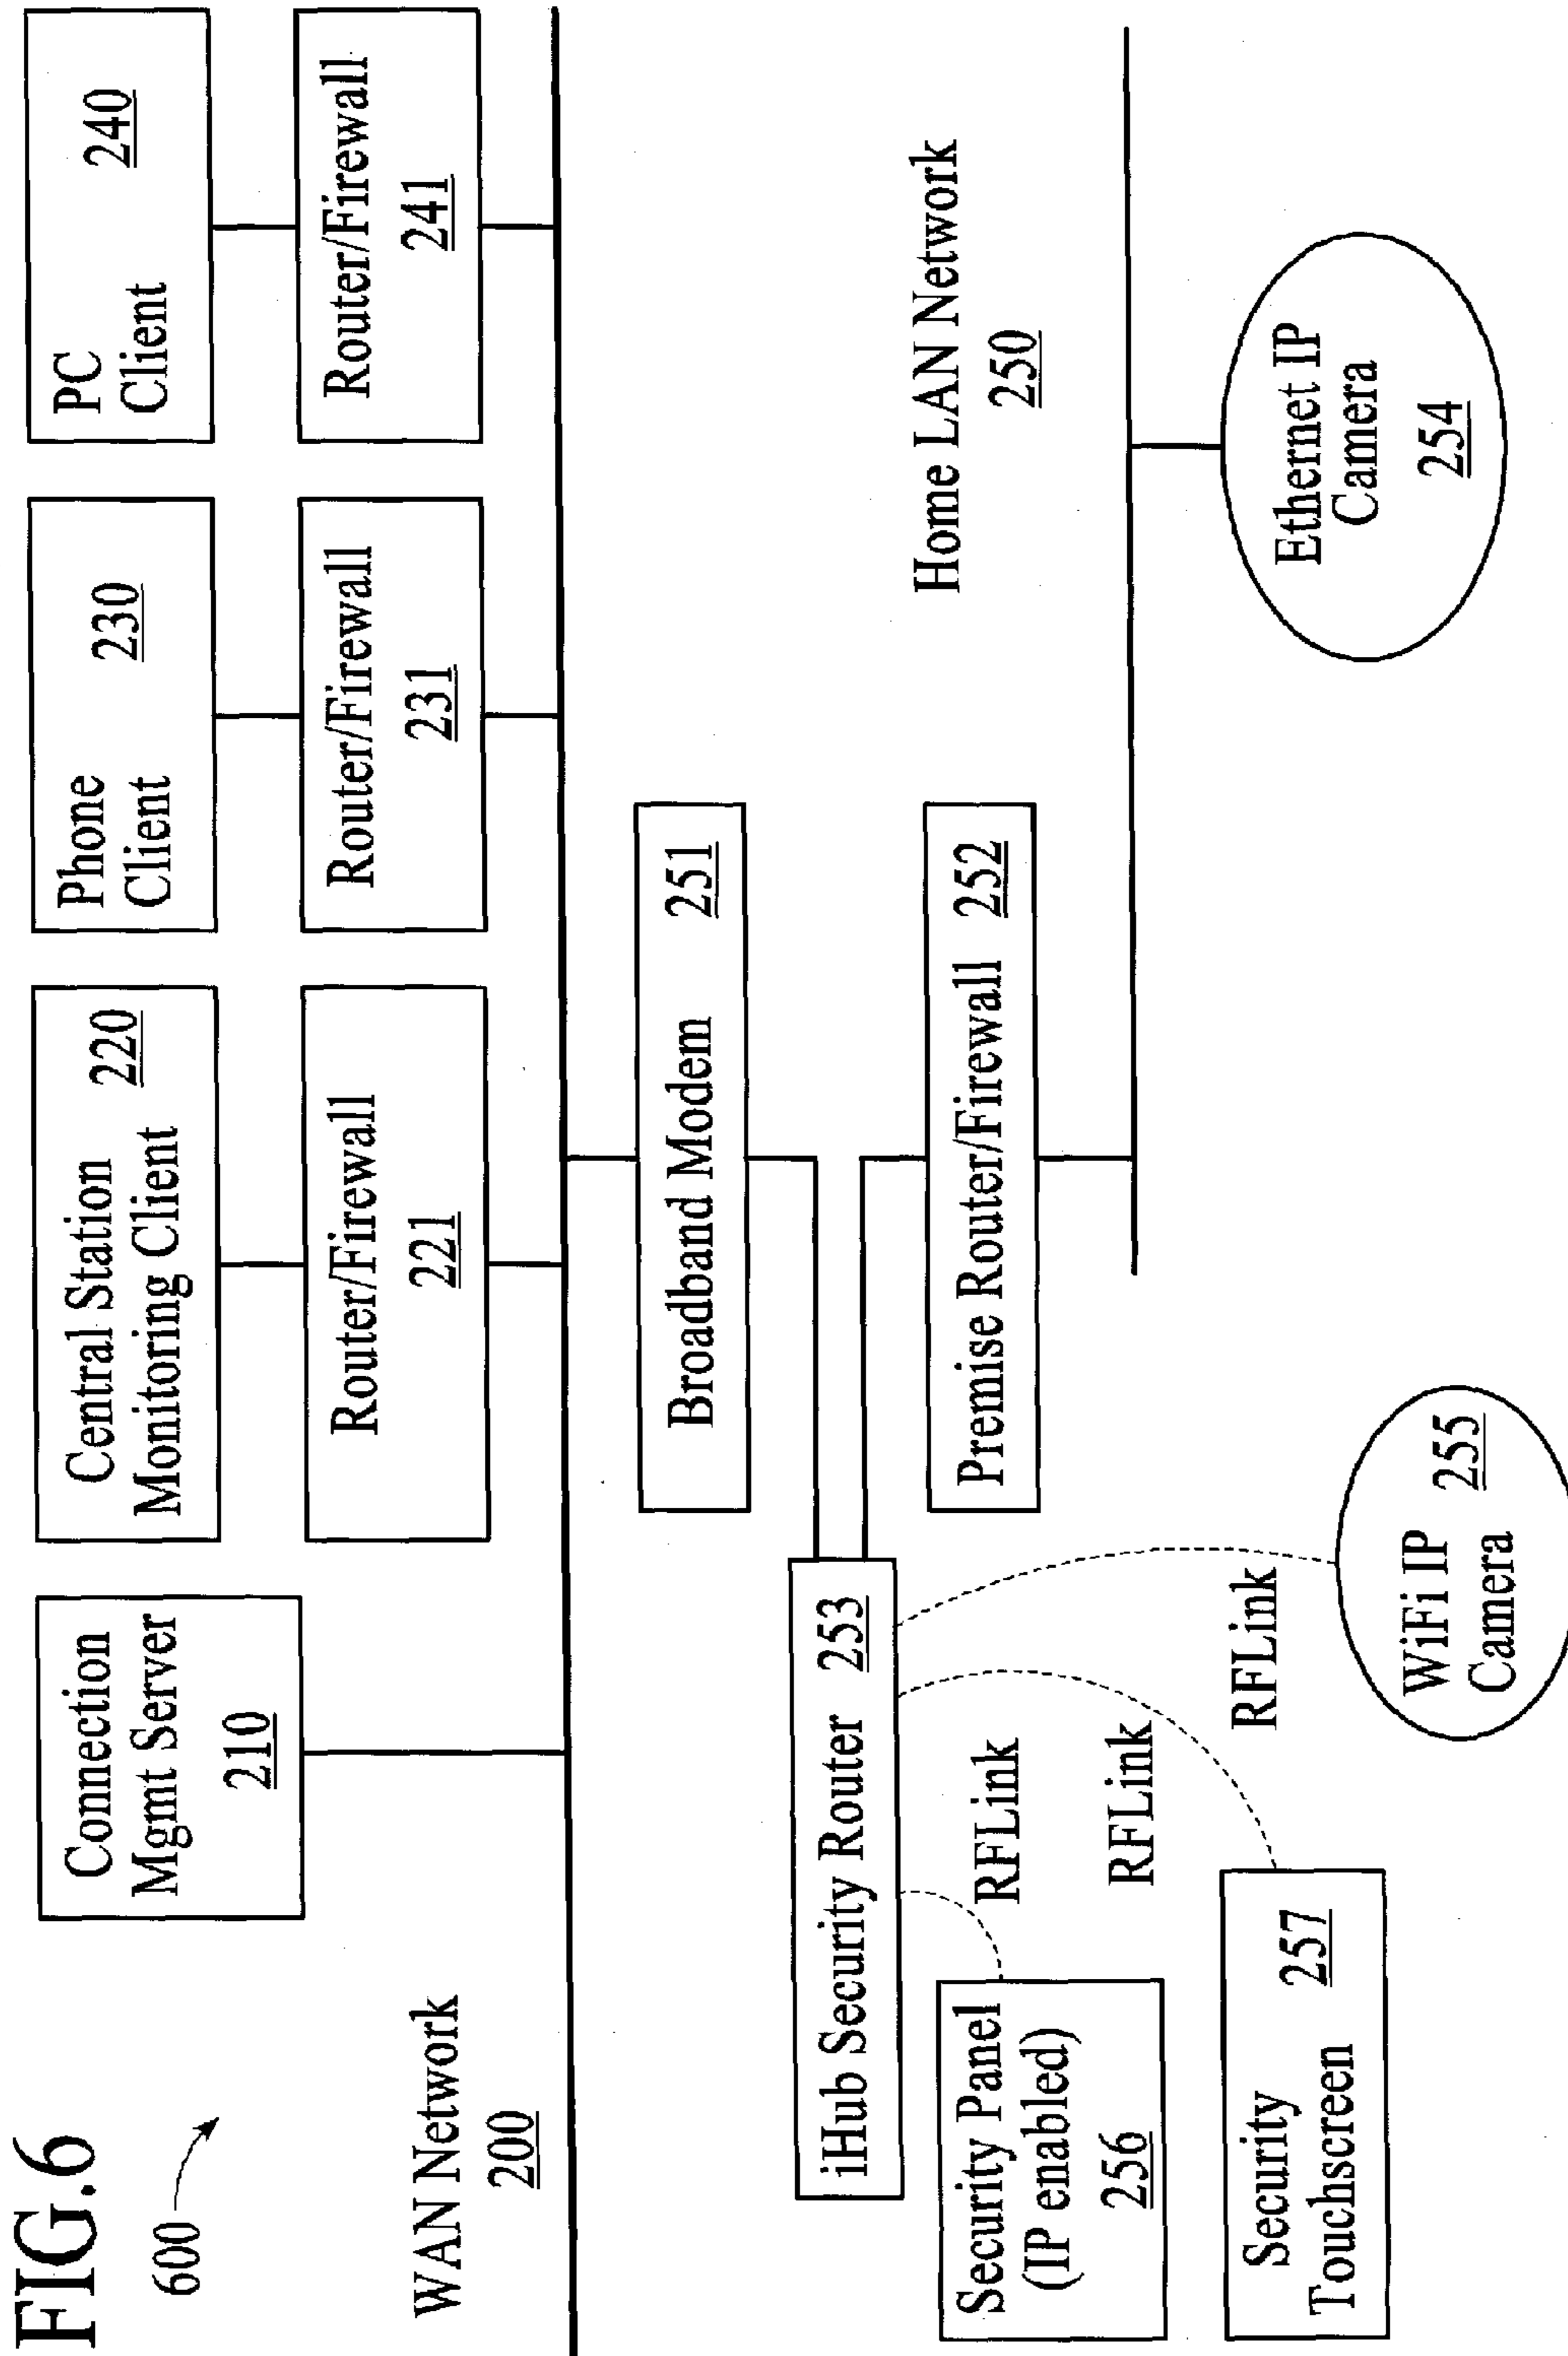 FIG.6
600
WAN Network
200
Connection
Mgmt Server
210
Central Station
Monitoring Client 220
Router/Firewall
221
Phone
Client 230
Router/Firewall
231
PC
Client 240
Router/Firewall
241
Broadband Modem 251
iHub Security Router 253
Premise Router/Firewall 252
Home LAN Network
250
Security Panel
(IP enabled)
256
RFLink
RFLink
RFLink
Security
Touchscreen 257
WiFi IP 255
Camera
Ethernet IP
Camera
254